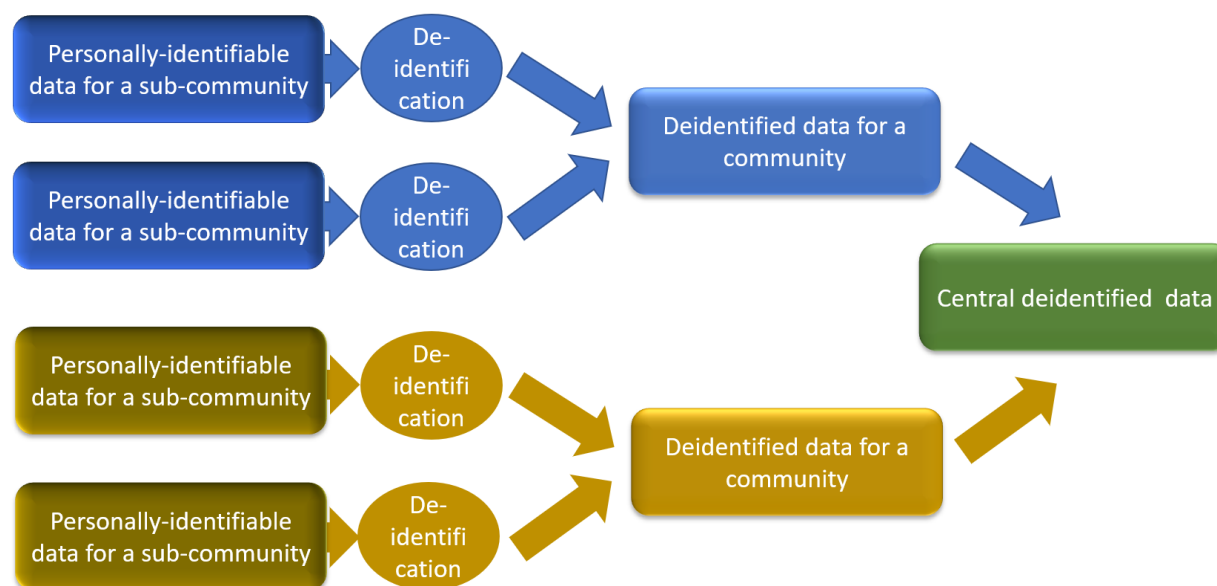 Personally-identifiable
data for a sub-community
De-
identifi
cation
Personally-identifiable
data for a sub-community
De-
identifi
cation
Deidentified data for a
community
Central deidentified  data
Personally-identifiable
data for a sub-community
De-
identifi
cation
Personally-identifiable
data for a sub-community
De-
identifi
cation
Deidentified data for a
community